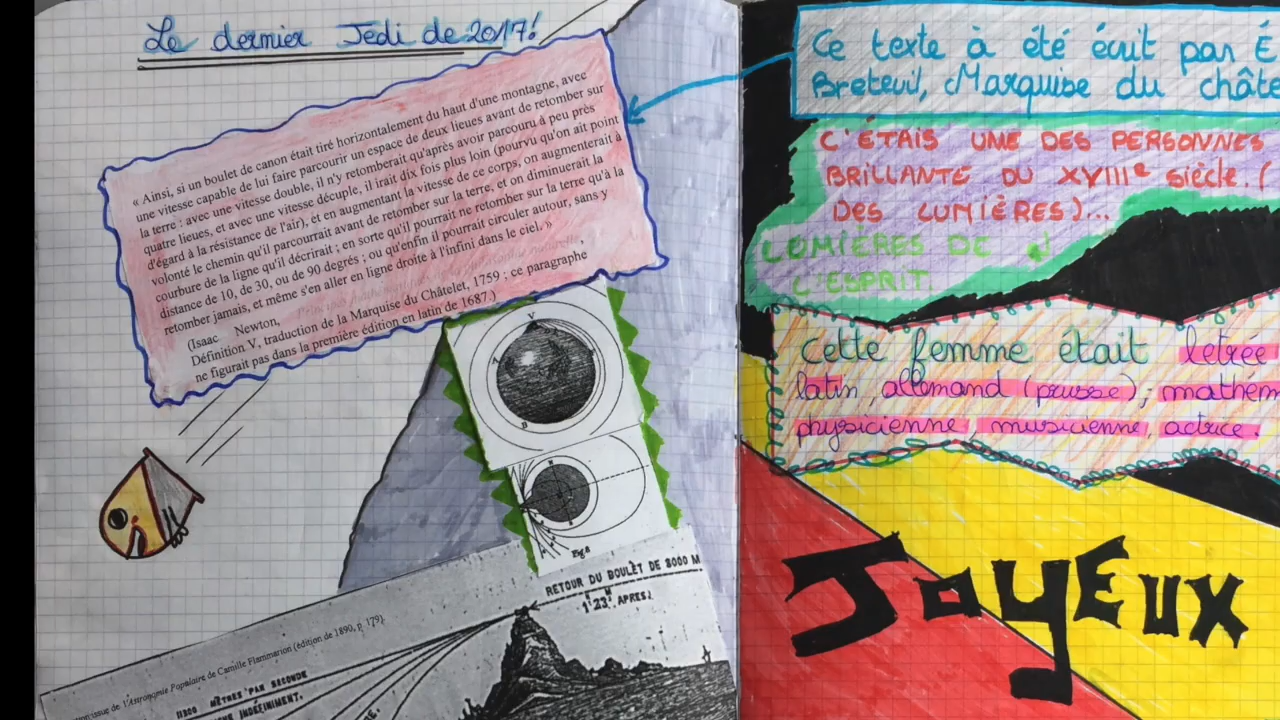 Le dernier Jedi de 2017!
« Ainsi, si un boulet de canon était tiré horizontalement du haut d'une montagne, avec
une vitesse capable de lui faire parcourir un espace de deux lieues avant de retomber sur
la terre : avec une vitesse double, il n'y retomberait qu'après avoir parcouru à peu près
quatre lieues, et avec une vitesse décuple, il irait dix fois plus loin (pourvu qu'on ait point
d'égard à la résistance de l'air), et en augmentant la vitesse de ce corps, on augmenterait à
volonté le chemin qu'il parcourrait avant de retomber sur la terre, et on diminuerait la
courbure de la ligne qu'il décrirait ; en sorte qu'il pourrait ne retomber sur la terre qu'à la
distance de 10, de 30, ou de 90 degrés ; ou qu'enfin il pourrait circuler autour, sans y
retomber jamais, et même s'en aller en ligne droite à l'infini dans le ciel. »
(Isaac Newton,
Définition V, traduction de la Marquise du Châtelet, 1759 ; ce paragraphe
ne figurait pas dans la première édition en latin de 1687.)
V
B
Fig 6
RETOUR DU BOULET DE 8000 M
1h 23m APRES.
issue de l'Astronomie Populaire de Camille Flammarion (édition de 1890, p 179).
MÈTRES PAR SECONDE
INDÉFINIMENT.
Ce texte à été écrit par É
Breteuil, Marquise du châte
C'ÉTAIS UNE DES PERSONNES
BRILLANTE DU XVIIIe siècle. (
DES LUMIÈRES)...
LUMIÈRES DE
L'ESPRIT.
Cette femme était letrée
latin, allemand (prusse), mathém
physicienne, musicienne, actrice.
JOYEUX